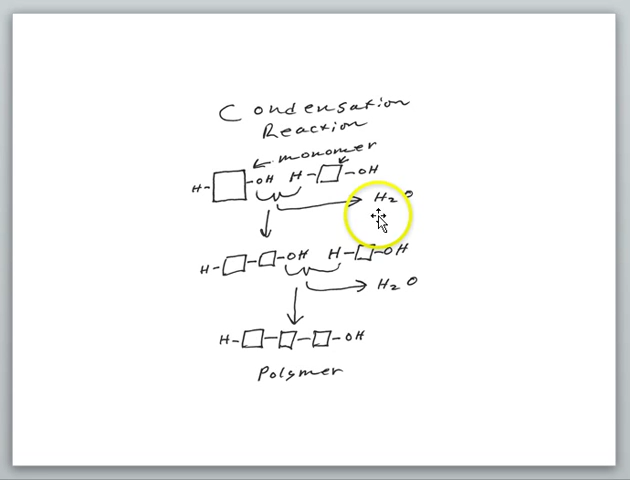 Condensation
Reaction
monomer
H-□-OH H-□-OH
H₂O
H-□-□-OH H-□-OH
H₂O
H-□-□-□-OH
Polymer